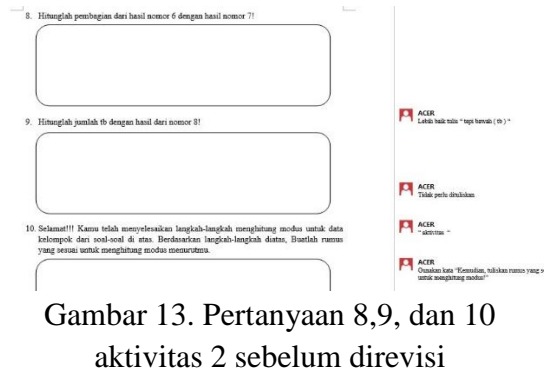 8. Hitunglah pembagian dari hasil nomor 6 dengan hasil nomor 7!
ACER
Lebih baik tulis " tepi bawah ( tb ) "
9. Hitunglah jumlah tb dengan hasil dari nomor 8!
ACER
Tidak perlu dituliskan
ACER
" aktivitas "
10. Selamat!!! Kamu telah menyelesaikan langkah-langkah menghitung modus untuk data
kelompok dari soal-soal di atas. Berdasarkan langkah-langkah diatas, Buatlah rumus
yang sesuai untuk menghitung modus menurutmu.
ACER
Gunakan kata "Kemudian, tuliskan rumus yang s
untuk menghitung modus!"
Gambar 13. Pertanyaan 8,9, dan 10
aktivitas 2 sebelum direvisi